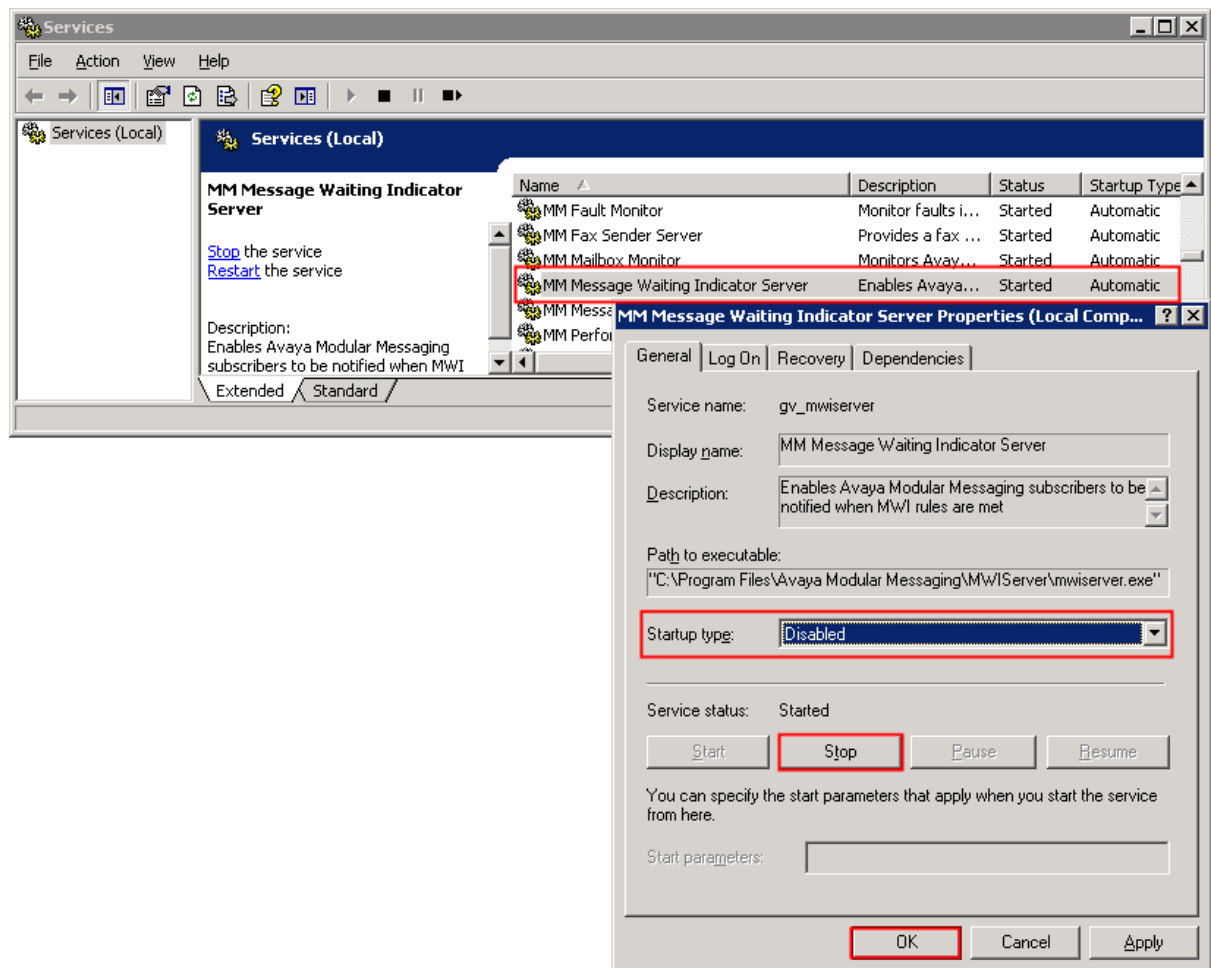 Services
File Action View Help
Services (Local)
Services (Local)
MM Message Waiting Indicator
Server
Stop the service
Restart the service
Description:
Enables Avaya Modular Messaging
subscribers to be notified when MWI
Name Description Status Startup Type
MM Fault Monitor Monitor faults i... Started Automatic
MM Fax Sender Server Provides a fax ... Started Automatic
MM Mailbox Monitor Monitors Avay... Started Automatic
MM Message Waiting Indicator Server Enables Avaya... Started Automatic
MM Messa
MM Perfor
Extended Standard
MM Message Waiting Indicator Server Properties (Local Comp...
General Log On Recovery Dependencies
Service name: gv_mwiserver
Display name: MM Message Waiting Indicator Server
Description: Enables Avaya Modular Messaging subscribers to be
notified when MWI rules are met
Path to executable:
"C:\Program Files\Avaya Modular Messaging\MWIServer\mwiserver.exe"
Startup type: Disabled
Service status: Started
Start Stop Pause Resume
You can specify the start parameters that apply when you start the service
from here.
Start parameters:
OK Cancel Apply